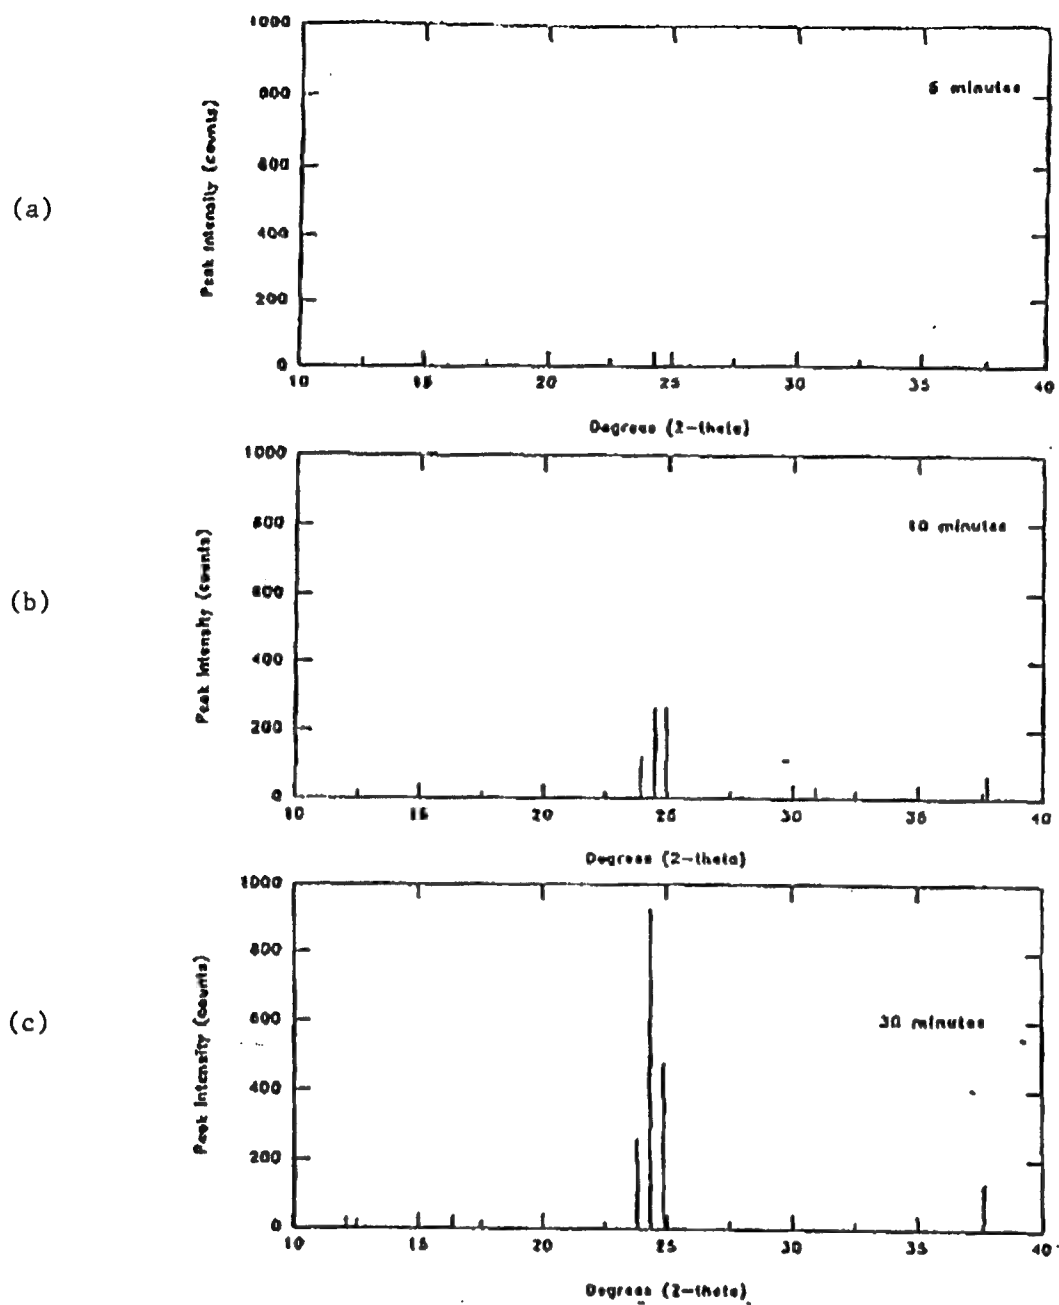 (a)
Peak Intensity (counts)
1000
800
600
400
200
0
10 15 20 25 30 35 40
Degrees (2-theta)
5 minutes
(b)
Peak Intensity (counts)
1000
800
600
400
200
0
10 15 20 25 30 35 40
Degrees (2-theta)
10 minutes
(c)
Peak Intensity (counts)
1000
800
600
400
200
0
10 15 20 25 30 35 40
Degrees (2-theta)
30 minutes